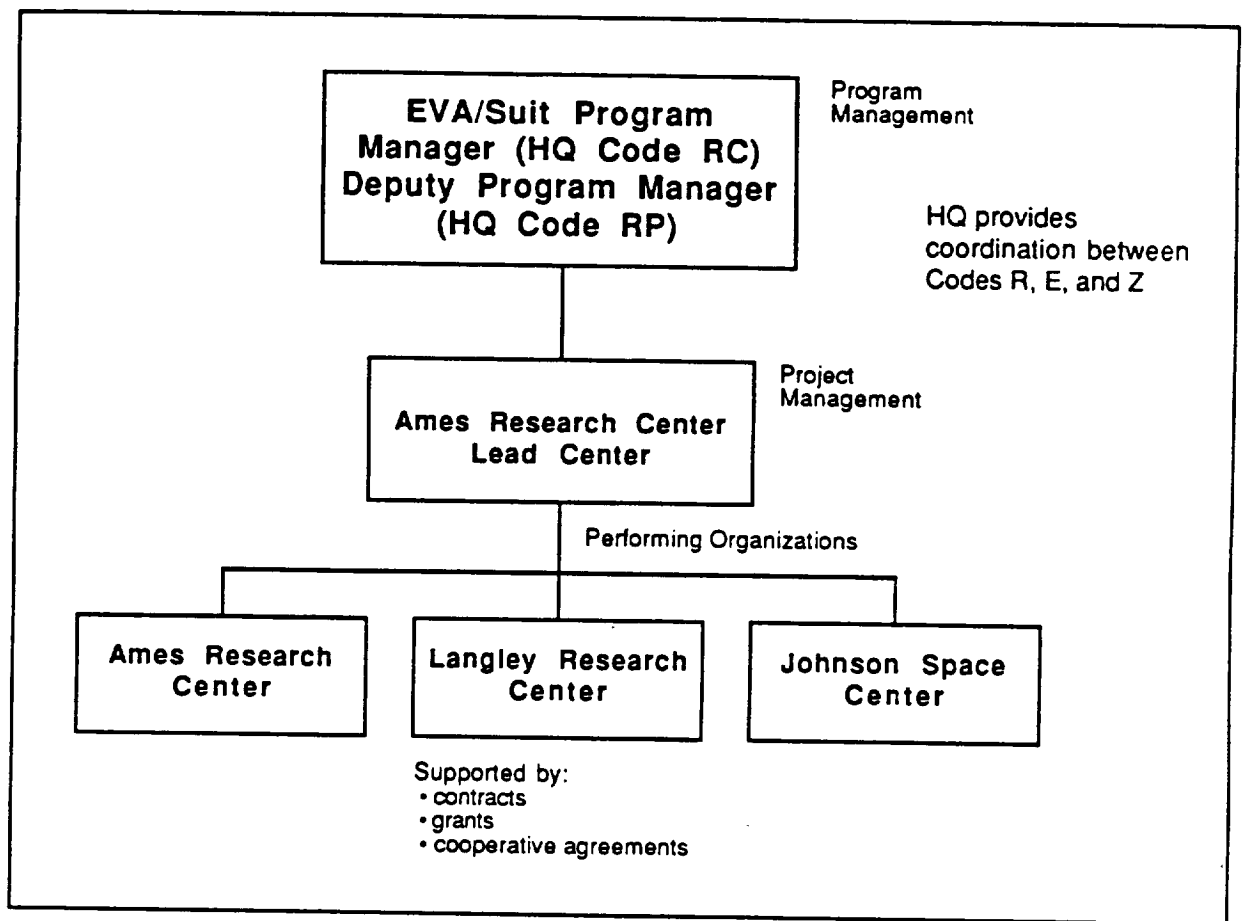 EVA/Suit Program
Manager (HQ Code RC)
Deputy Program Manager
(HQ Code RP)
Program
Management
HQ provides
coordination between
Codes R, E, and Z
Ames Research Center
Lead Center
Project
Management
Performing Organizations
Ames Research
Center
Langley Research
Center
Johnson Space
Center
Supported by:
• contracts
• grants
• cooperative agreements